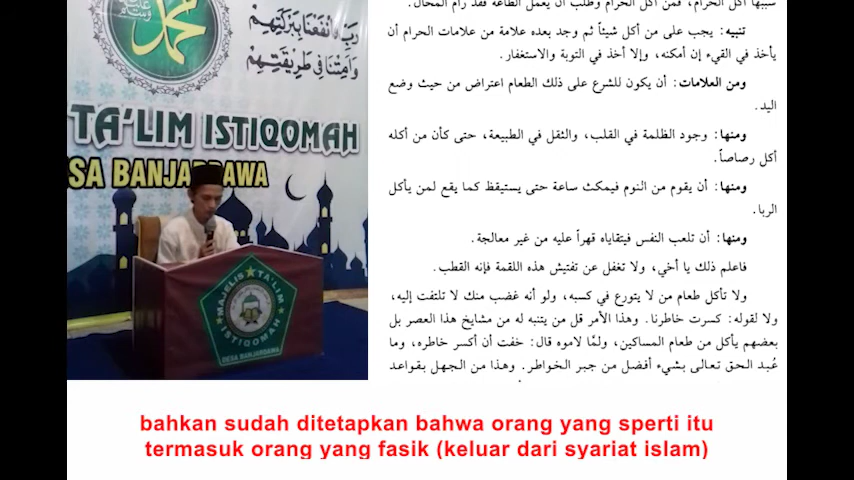 محمد
رَبِّ فَانْفَعْنَا بِبَرَكَتِهِمْ
وَأَمِتْنَا فِي طَرِيْقَتِهِمْ
TA'LIM ISTIQOMAH
SA BANJARDAWA
MAJELIS TA'LIM
ISTIQOMAH
DESA BANJARDAWA
سببها أكل الحرام، فمن أكل الحرام وطلب أن يعمل الطاعة فقد رام المحال.
تنبيه: يجب على من أكل شيئاً ثم وجد بعده علامة من علامات الحرام أن
يأخذ في القيء إن أمكنه، وإلا أخذ في التوبة والاستغفار.
ومن العلامات: أن يكون للشرع على ذلك الطعام اعتراض من حيث وضع
اليد.
ومنها: وجود الظلمة في القلب، والثقل في الطبيعة، حتى كأن من أكله
أكل رصاصاً.
ومنها: أن يقوم من النوم فيمكث ساعة حتى يستيقظ كما يقع لمن يأكل
الربا.
ومنها: أن تلعب النفس فيتقاياه قهراً عليه من غير معالجة.
فاعلم ذلك يا أخي، ولا تغفل عن تفتيش هذه اللقمة فإنه القطب.
ولا تأكل طعام من لا يتورع في كسبه، ولو أنه غضب منك لا تلتفت إليه،
ولا لقوله: كسرت خاطرنا. وهذا الأمر قل من يتنبه له من مشايخ هذا العصر بل
بعضهم يأكل من طعام المساكين، ولمّا لاموه قال: خفت أن أكسر خاطره، وما
عُبد الحق تعالى بشيء أفضل من جبر الخواطر. وهذا من الجهل بقواعد
bahkan sudah ditetapkan bahwa orang yang sperti itu
termasuk orang yang fasik (keluar dari syariat islam)